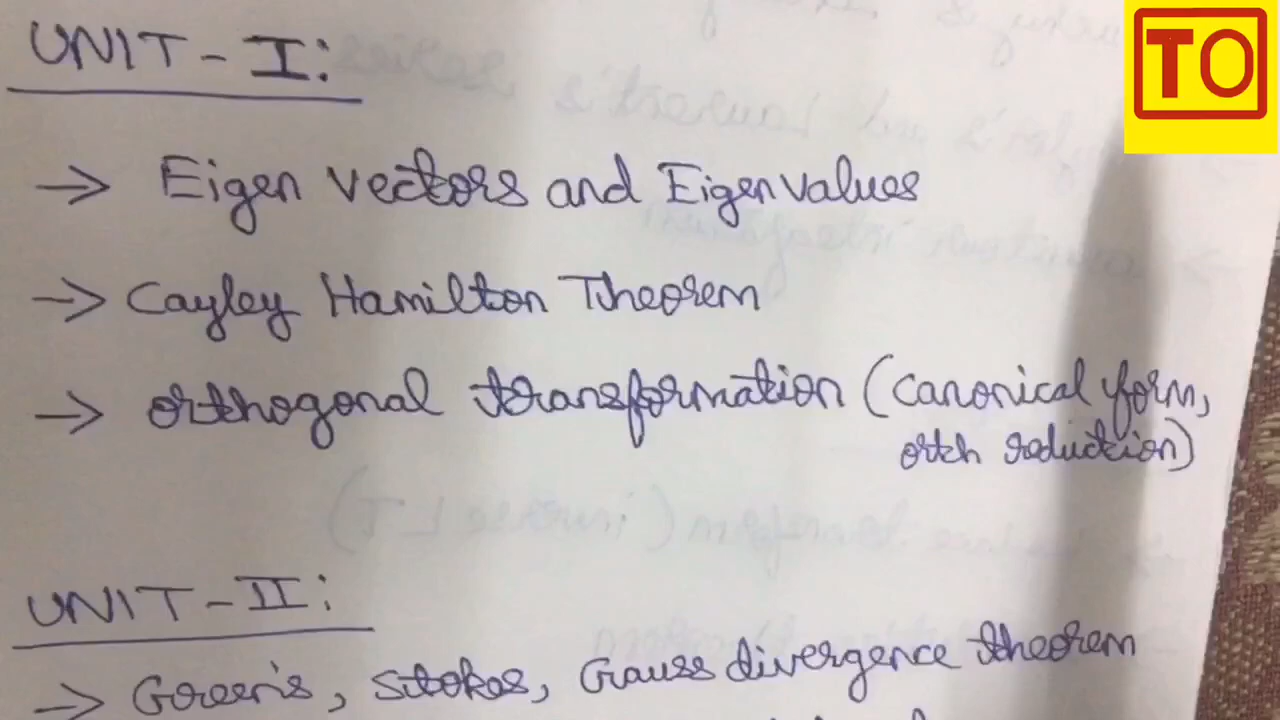 TO
UNIT - I:
→ Eigen vectors and Eigen values
→ Cayley Hamilton Theorem
→ orthogonal transformation (canonical form,
orth reduction)
UNIT - II:
→ Green's, Stokes, Gauss divergence theorem